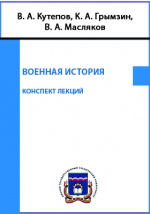 В. А. Кутепов, К. А. Грымзин,
В. А. Масляков
ВОЕННАЯ ИСТОРИЯ
КОНСПЕКТ ЛЕКЦИЙ